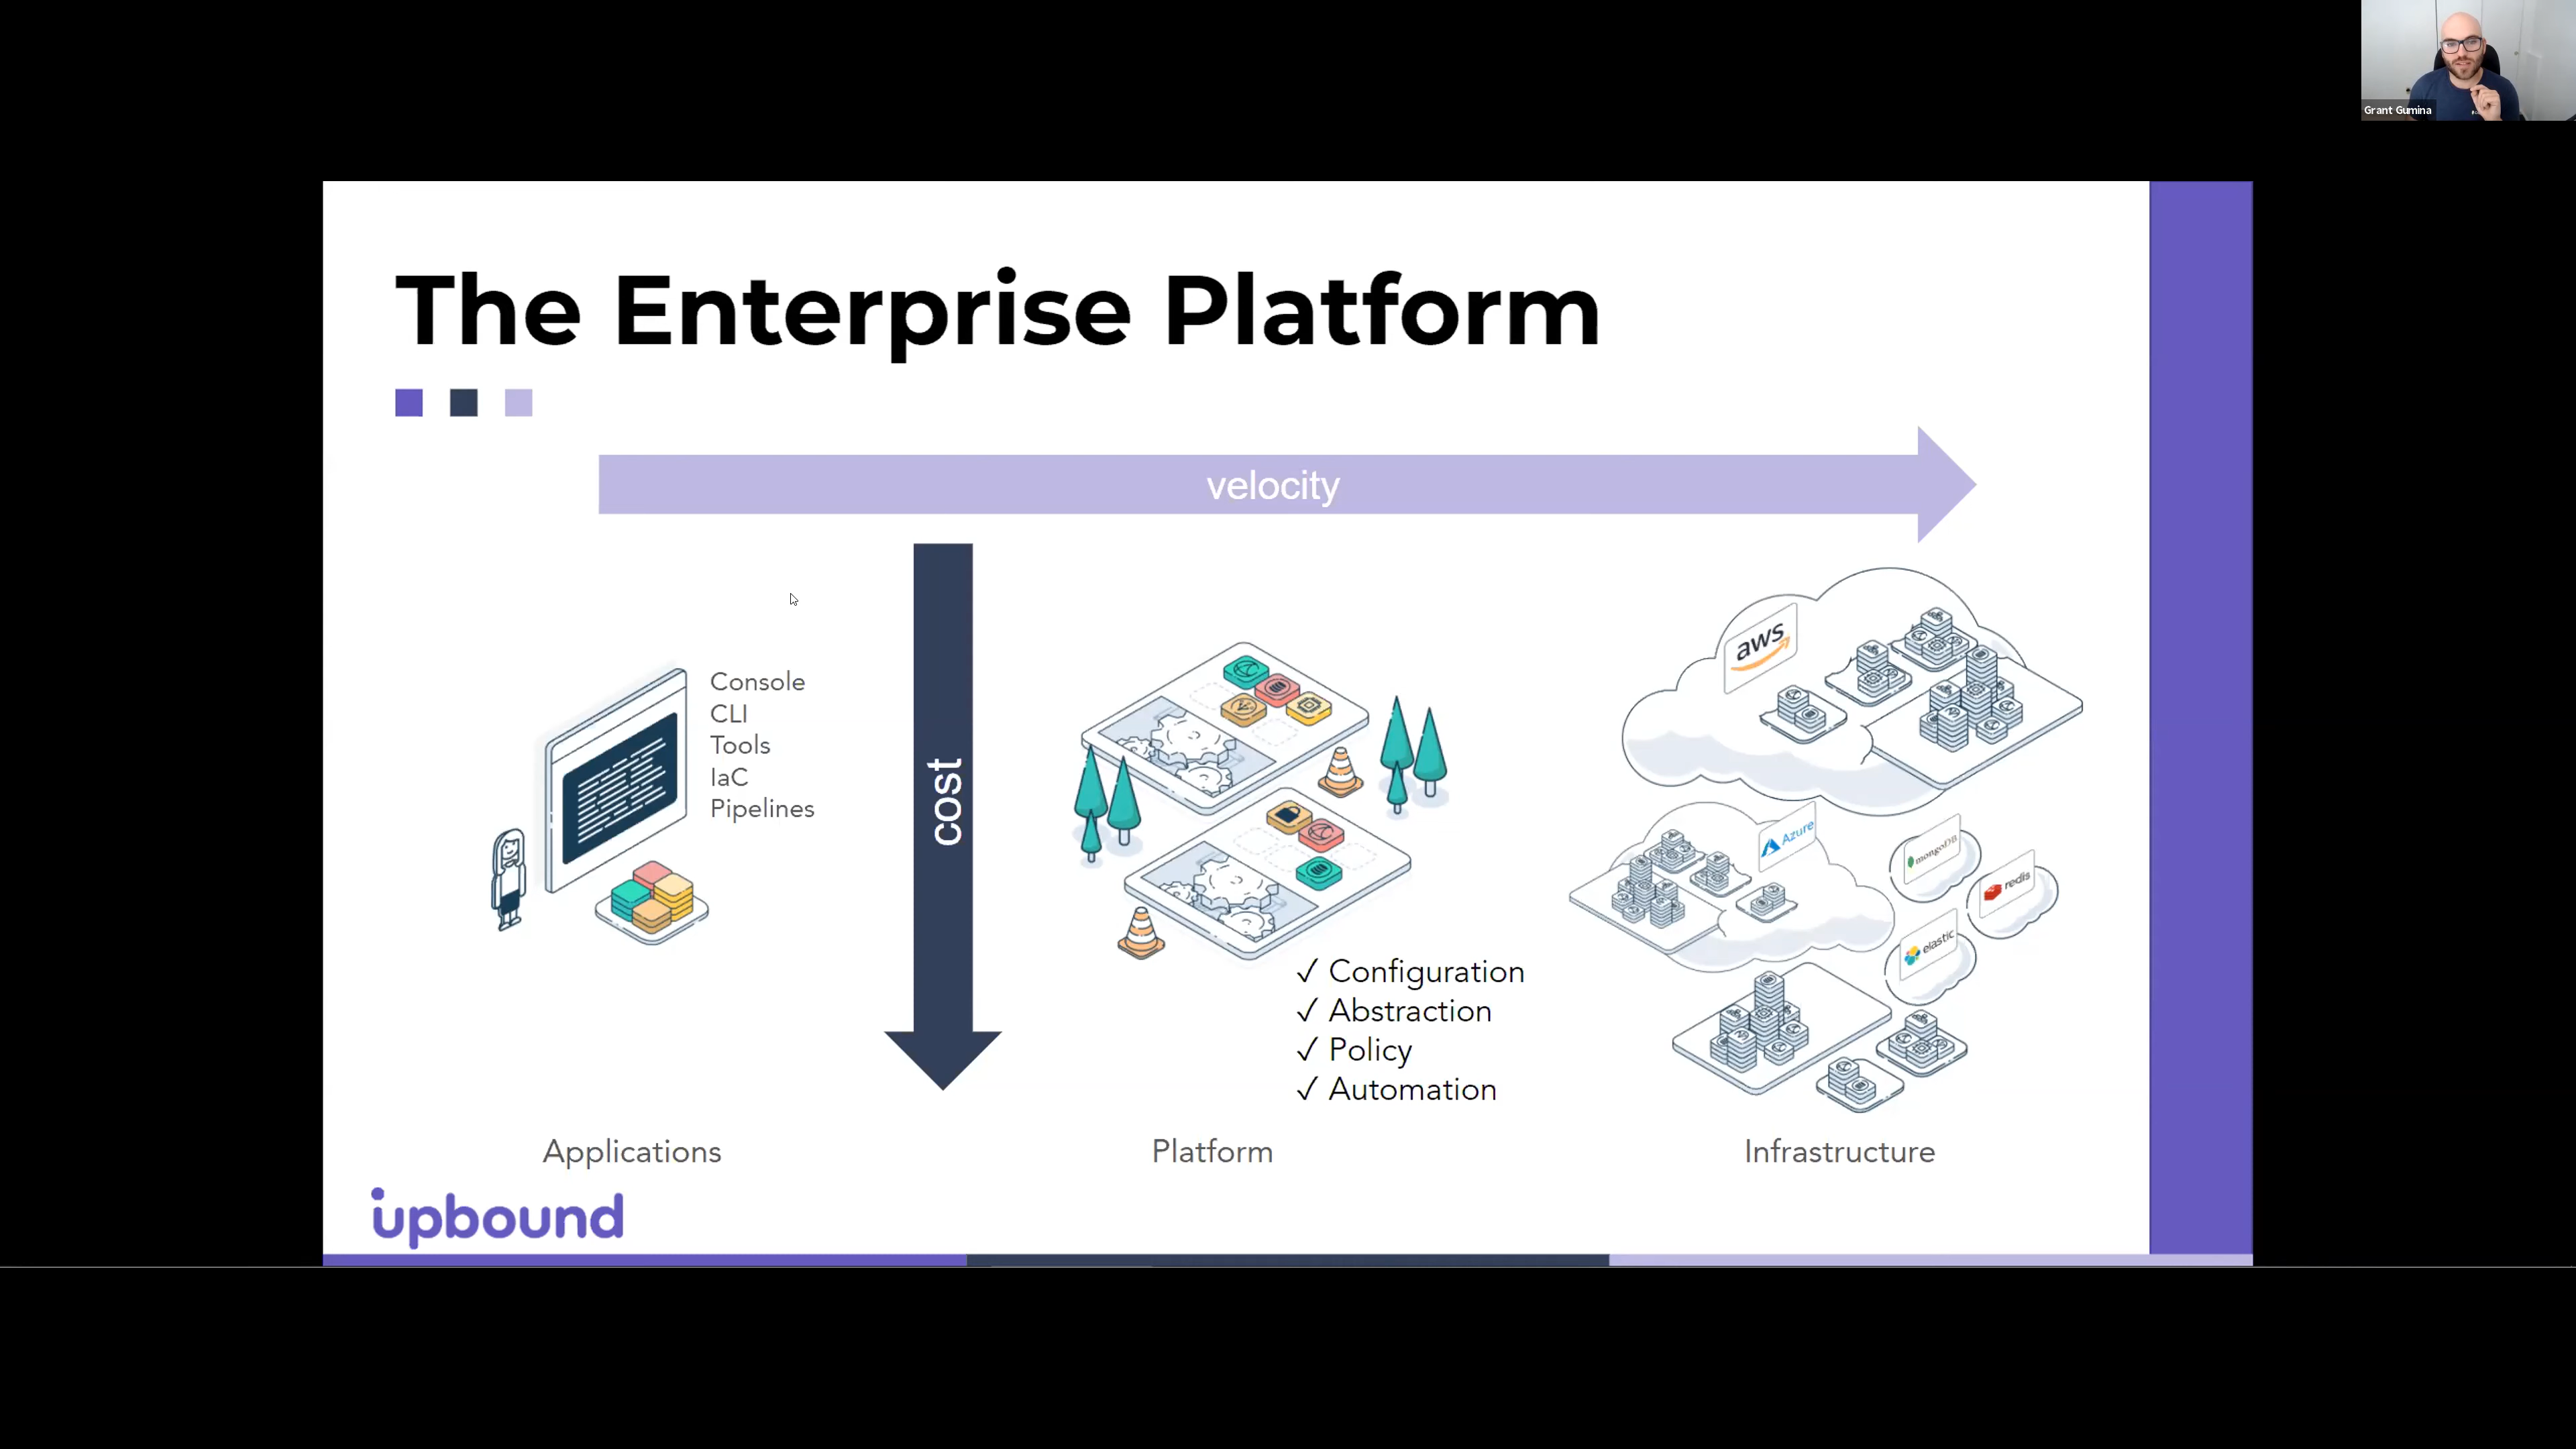 Grant Gumina
The Enterprise Platform
velocity
cost
Console
CLI
Tools
IaC
Pipelines
aws
Azure
mongoDB
redis
elastic
✓ Configuration
✓ Abstraction
✓ Policy
✓ Automation
Applications
Platform
Infrastructure
upbound